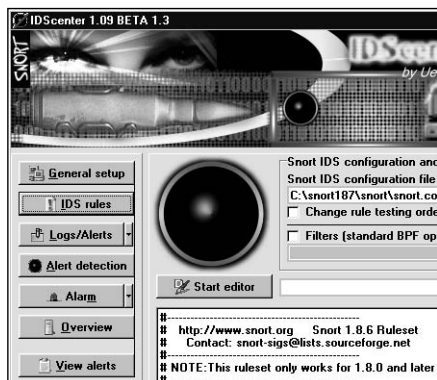 IDScenter 1.09 BETA 1.3
SNORT
IDScen
by Ue
General setup
IDS rules
Logs/Alerts
Alert detection
Alarm
Overview
View alerts
Snort IDS configuration and
Snort IDS configuration file
C:\snort187\snort\snort.co
Change rule testing orde
Filters (standard BPF op
Start editor
#--------------------------------------------------
# http://www.snort.org Snort 1.8.6 Ruleset
# Contact: snort-sigs@lists.sourceforge.net
#--------------------------------------------------
# NOTE:This ruleset only works for 1.8.0 and later
#